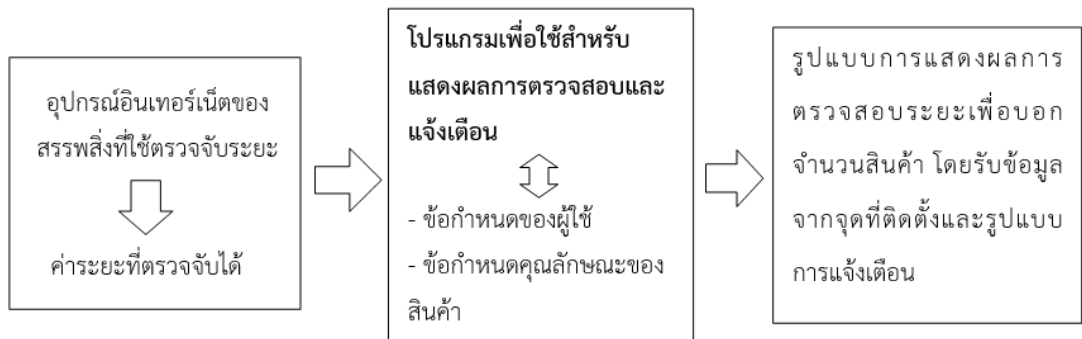 อุปกรณ์อินเทอร์เน็ตของ
สรรพสิ่งที่ใช้ตรวจจับระยะ
ค่าระยะที่ตรวจจับได้
โปรแกรมเพื่อใช้สำหรับ
แสดงผลการตรวจสอบและ
แจ้งเตือน
- ข้อกำหนดของผู้ใช้
- ข้อกำหนดคุณลักษณะของ
สินค้า
รูปแบบการแสดงผลการ
ตรวจสอบระยะเพื่อบอก
จำนวนสินค้า โดยรับข้อมูล
จากจุดที่ติดตั้งและรูปแบบ
การแจ้งเตือน